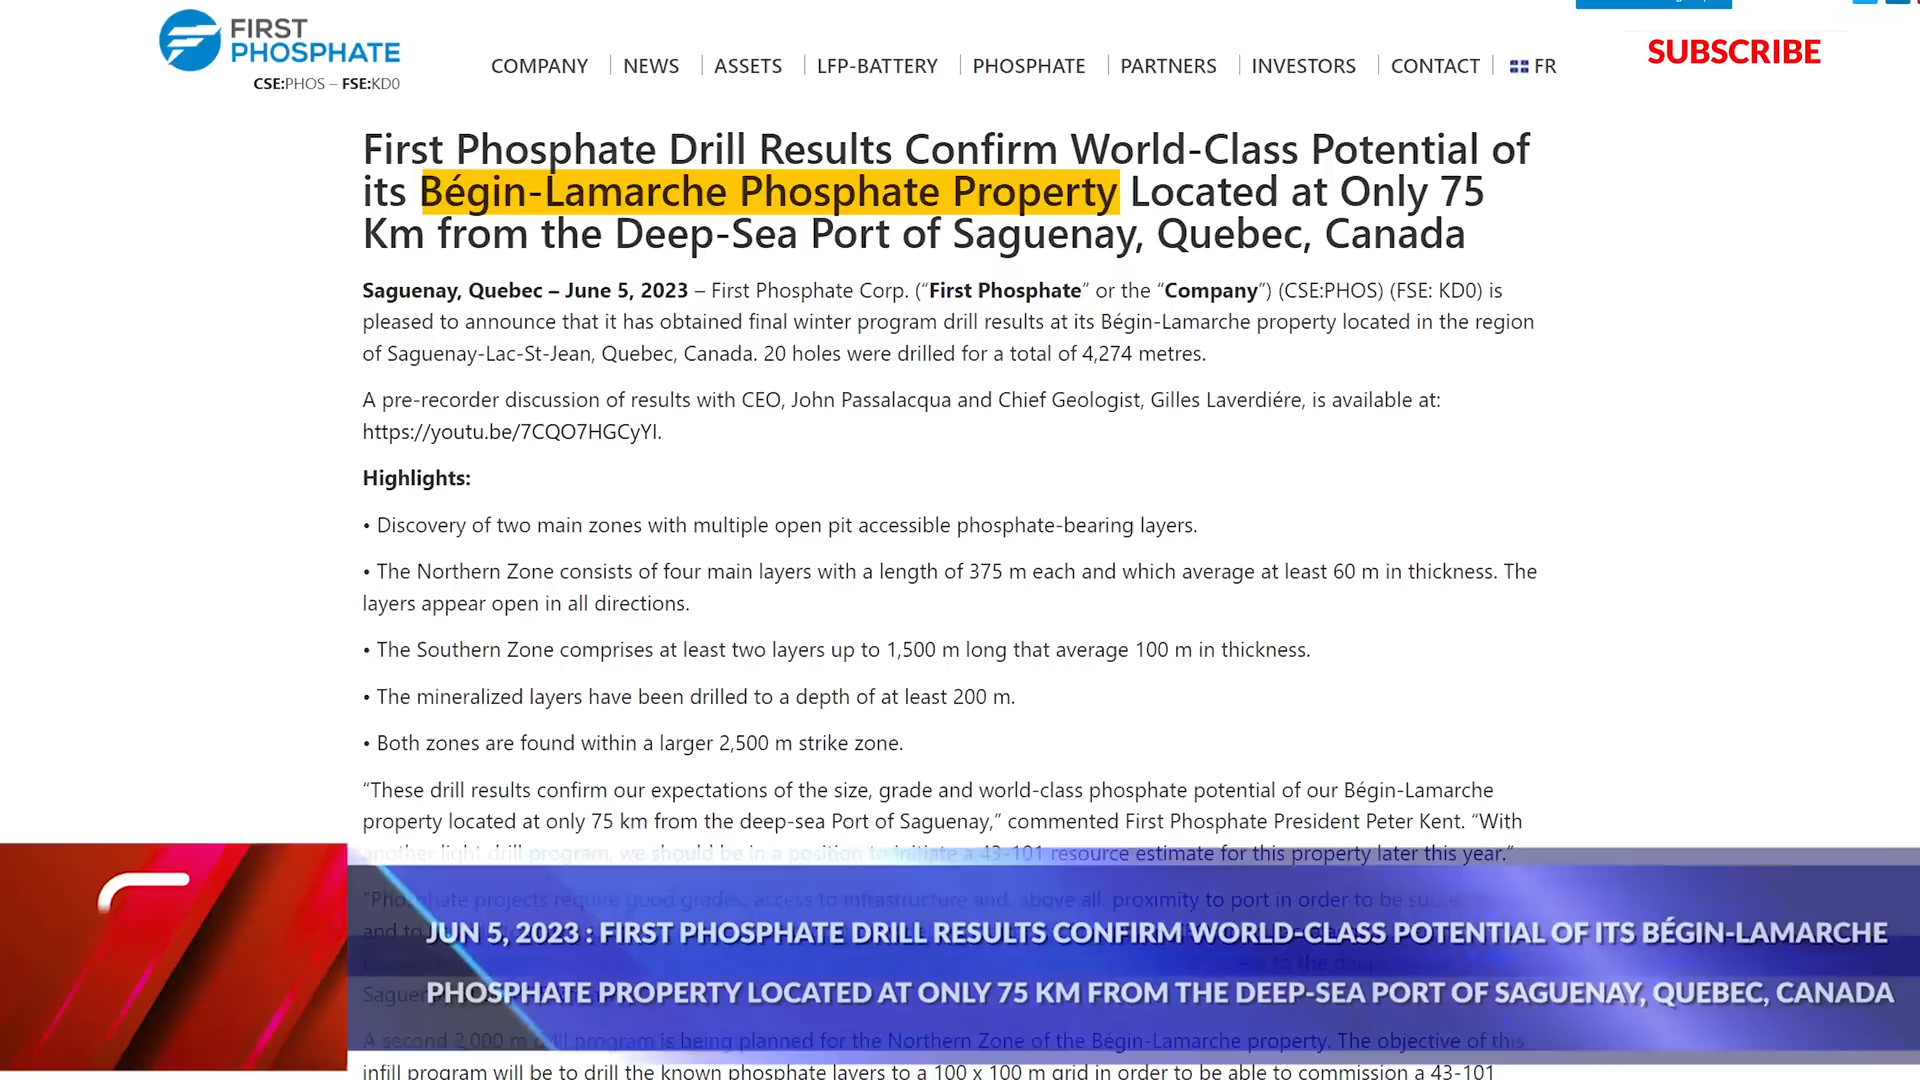 FIRST
PHOSPHATE
CSE:PHOS – FSE:KD0
COMPANY
NEWS
ASSETS
LFP-BATTERY
PHOSPHATE
PARTNERS
INVESTORS
CONTACT
FR
SUBSCRIBE
First Phosphate Drill Results Confirm World-Class Potential of
its Bégin-Lamarche Phosphate Property Located at Only 75
Km from the Deep-Sea Port of Saguenay, Quebec, Canada
Saguenay, Quebec – June 5, 2023 – First Phosphate Corp. (“First Phosphate” or the “Company”) (CSE:PHOS) (FSE: KD0) is
pleased to announce that it has obtained final winter program drill results at its Bégin-Lamarche property located in the region
of Saguenay-Lac-St-Jean, Quebec, Canada. 20 holes were drilled for a total of 4,274 metres.
A pre-recorder discussion of results with CEO, John Passalacqua and Chief Geologist, Gilles Laverdiére, is available at:
https://youtu.be/7CQO7HGCyYI.
Highlights:
• Discovery of two main zones with multiple open pit accessible phosphate-bearing layers.
• The Northern Zone consists of four main layers with a length of 375 m each and which average at least 60 m in thickness. The
layers appear open in all directions.
• The Southern Zone comprises at least two layers up to 1,500 m long that average 100 m in thickness.
• The mineralized layers have been drilled to a depth of at least 200 m.
• Both zones are found within a larger 2,500 m strike zone.
“These drill results confirm our expectations of the size, grade and world-class phosphate potential of our Bégin-Lamarche
property located at only 75 km from the deep-sea Port of Saguenay,” commented First Phosphate President Peter Kent. “With
another light drill program, we should be in a position to initiate a 43-101 resource estimate for this property later this year.”
“Phosphate projects require good grades, access to infrastructure and, above all, proximity to port in order to be
JUN 5, 2023 : FIRST PHOSPHATE DRILL RESULTS CONFIRM WORLD-CLASS POTENTIAL OF ITS BÉGIN-LAMARCHE
PHOSPHATE PROPERTY LOCATED AT ONLY 75 KM FROM THE DEEP-SEA PORT OF SAGUENAY, QUEBEC, CANADA
A second 2,000 m drill program is being planned for the Northern Zone of the Bégin-Lamarche property. The objective of this
infill program will be to drill the known phosphate layers to a 100 x 100 m grid in order to be able to commission a 43-101